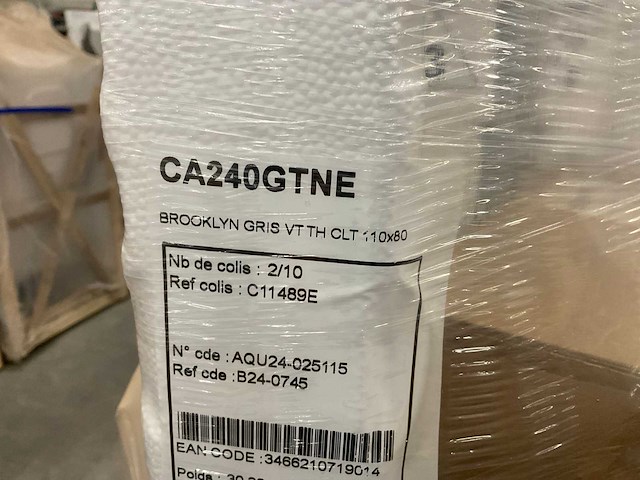 CA240GTNE
BROOKLYN GRIS VT TH CLT 110x80
Nb de colis : 2/10
Ref colis : C11489E
N° cde : AQU24-025115
Ref cde :B24-0745
EAN CODE :3466210719014
Poids :